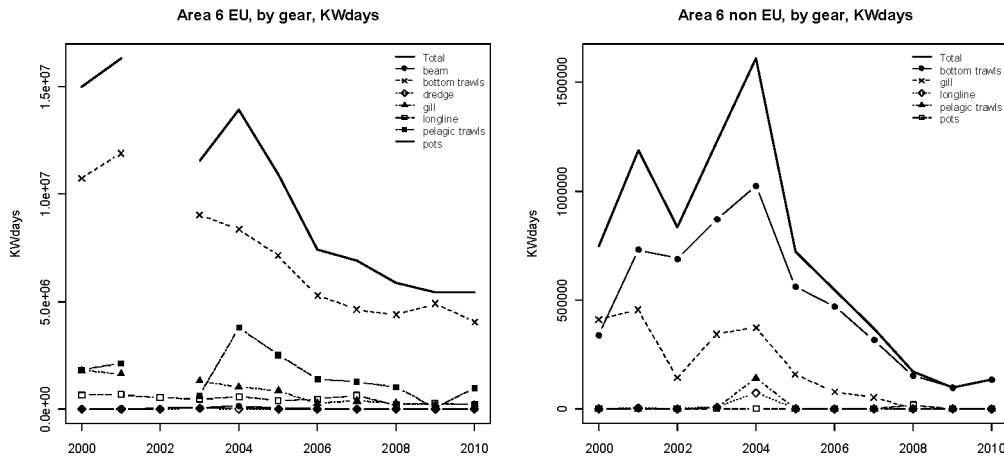 Area 6 EU, by gear, KWdays
KWdays
1.5e+07
1.0e+07
5.0e+06
0.0e+00
2000 2002 2004 2006 2008 2010
Total
beam
bottom trawls
dredge
gill
longline
pelagic trawls
pots
Area 6 non EU, by gear, KWdays
KWdays
1500000
1000000
500000
0
2000 2002 2004 2006 2008 2010
Total
bottom trawls
gill
longline
pelagic trawls
pots